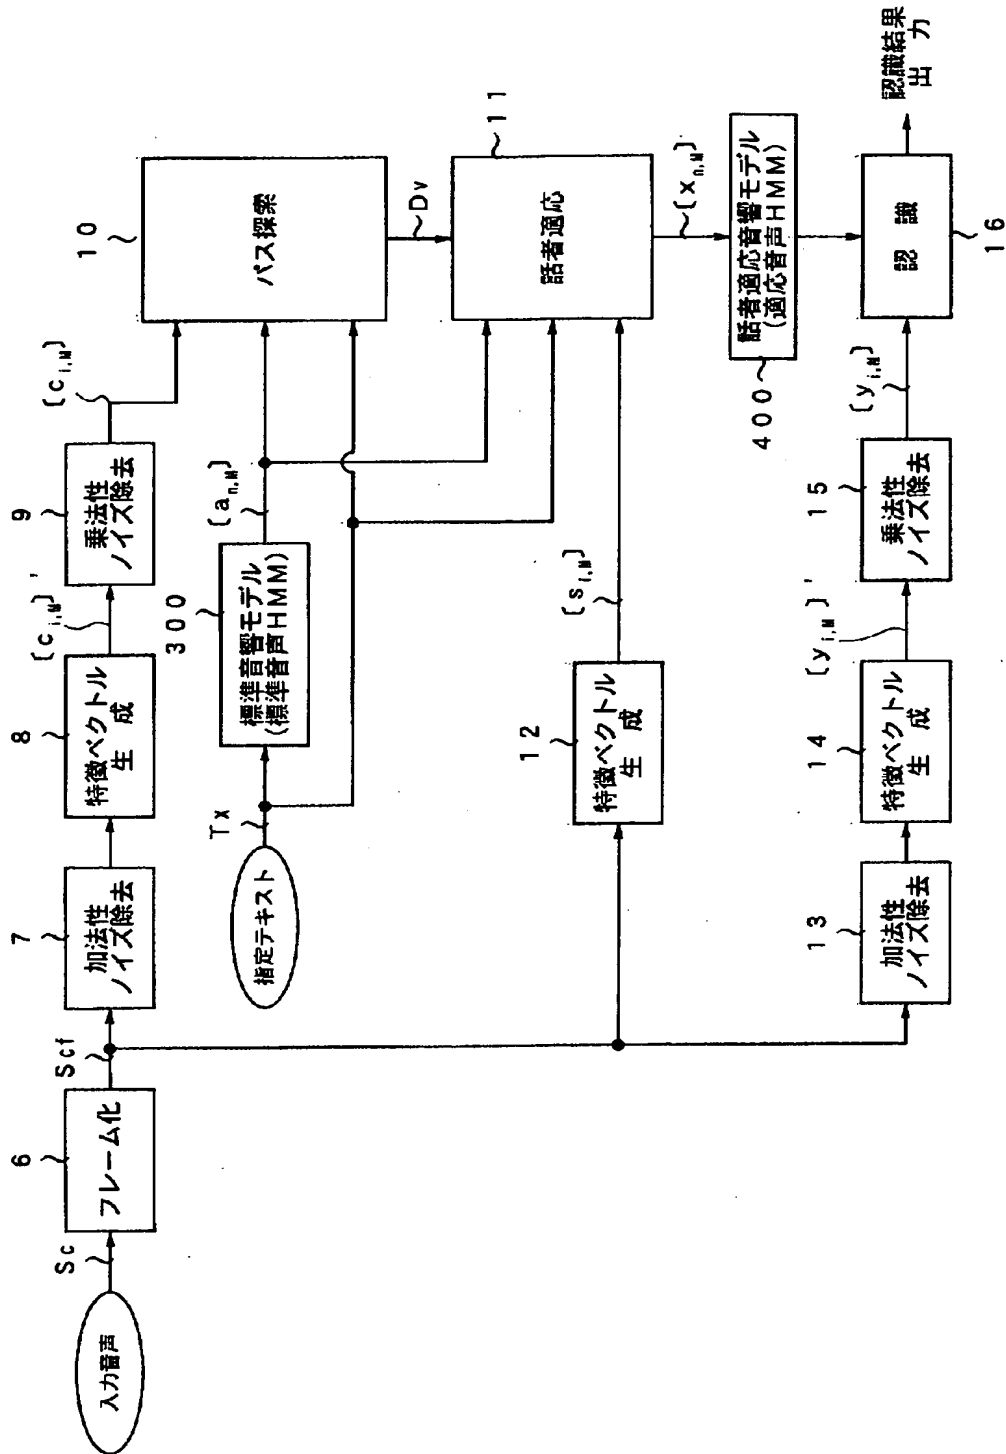 入力音声
Sc
6
フレーム化
Scf
7
加法性
ノイズ除去
8
特徴ベクトル
生 成
[c i,M]'
9
乗法性
ノイズ除去
[c i,M]
10
パス探索
指定テキスト
Tx
300
標準音響モデル
(標準音声HMM)
[a n,M]
Dv
11
話者適応
12
特徴ベクトル
生 成
[s i,M]
[x n,M]
400
話者適応音響モデル
(適応音声HMM)
13
加法性
ノイズ除去
14
特徴ベクトル
生 成
[y i,M]'
15
乗法性
ノイズ除去
[y i,M]
認 識
16
認識結果
出 力